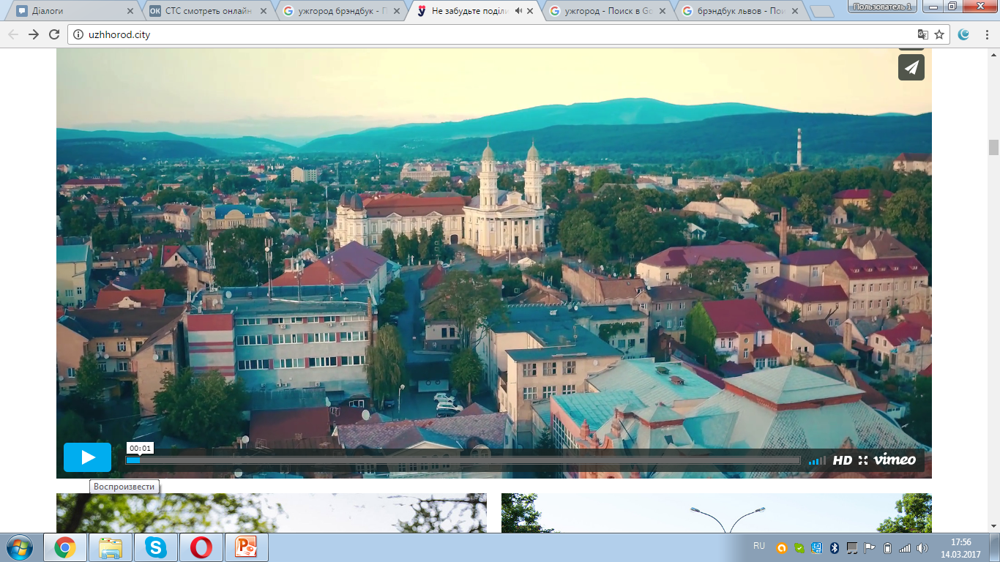 Діалоги
СТС смотреть онлайн
ужгород брэндбук - П
Не забудьте поділи
ужгород - Поиск в Go
брэндбук львов - Пои
Пользователь 1
uzhhorod.city
00:01
HD vimeo
Воспроизвести
RU
17:56
14.03.2017